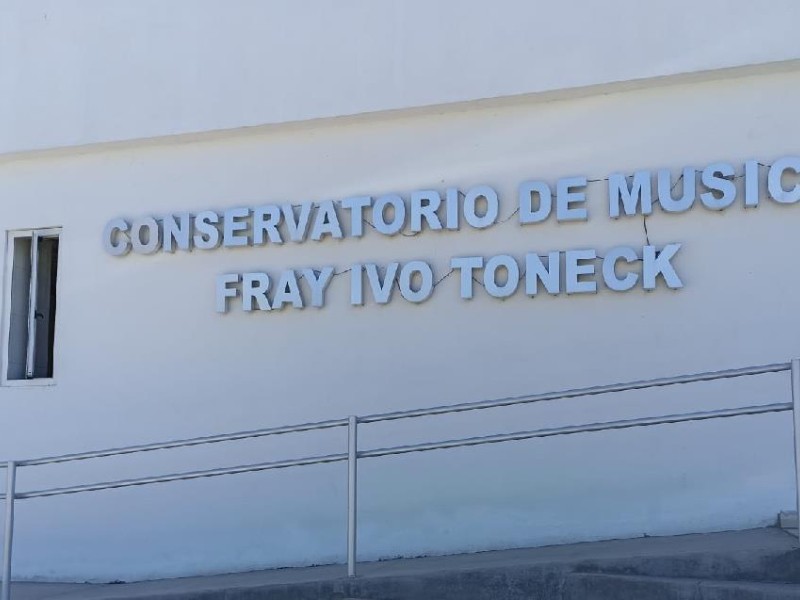 CONSERVATORIO DE MUSIC
FRAY IVO TONECK